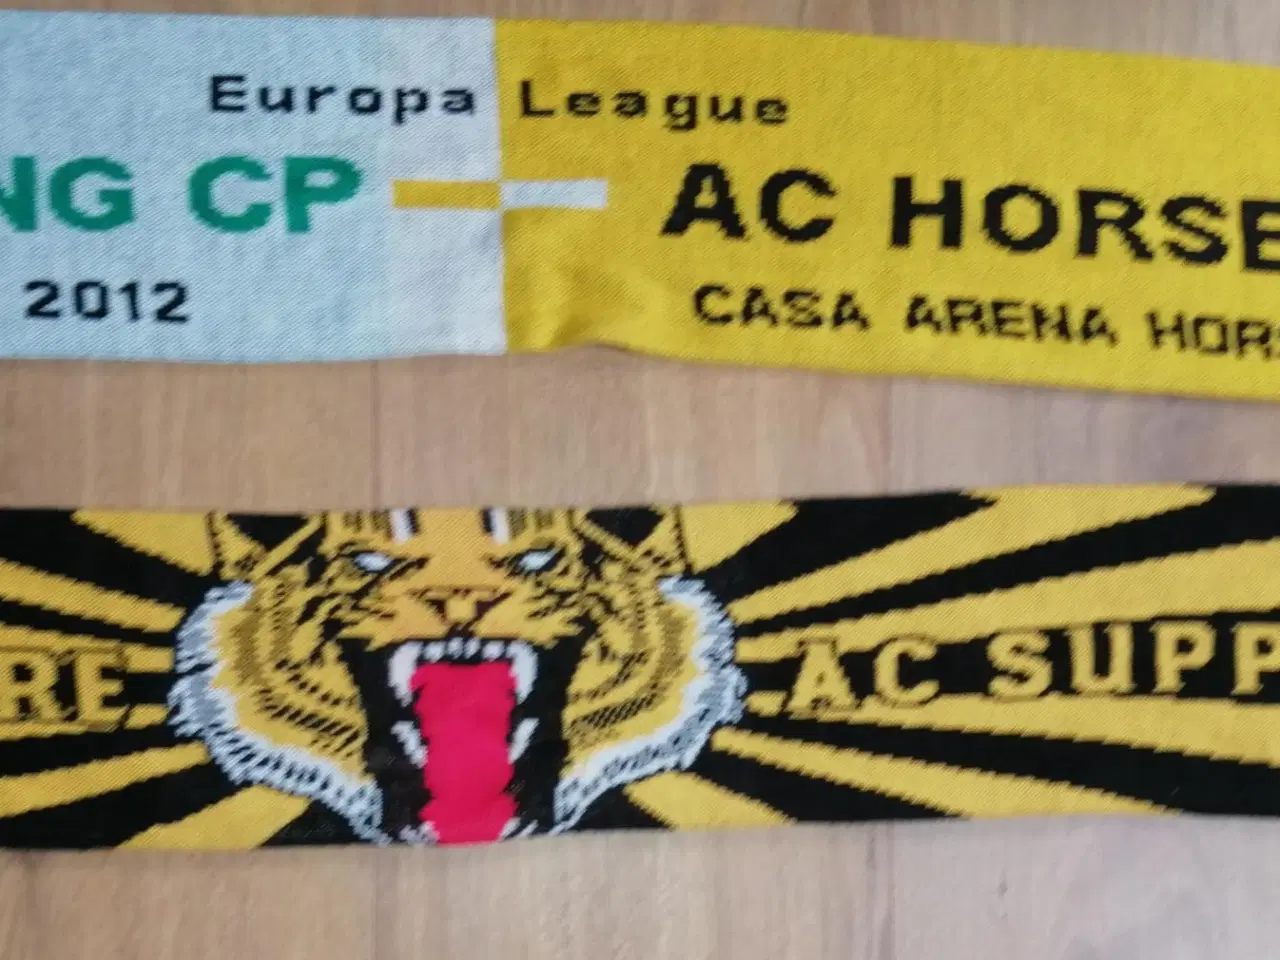 Europa League
NG CP - AC HORSE
2012 CASA ARENA HORS
RE AC SUPP